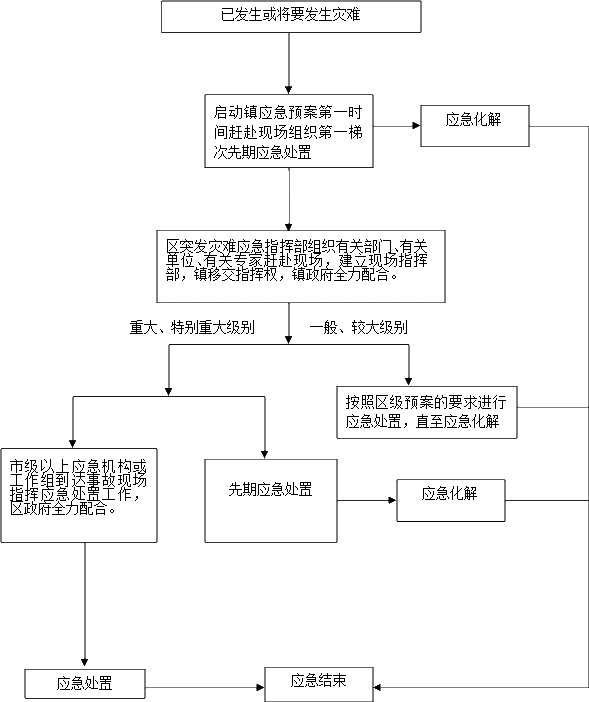 已发生或将要发生灾难
启动镇应急预案第一时
间赶赴现场组织第一梯
次先期应急处置
应急化解
区突发灾难应急指挥部组织有关部门、有关
单位、有关专家赶赴现场，建立现场指挥
部，镇移交指挥权，镇政府全力配合。
重大、特别重大级别
一般、较大级别
按照区级预案的要求进行
应急处置，直至应急化解
市级以上应急机构或
工作组到达事故现场
指挥应急处置工作，
区政府全力配合。
先期应急处置
应急化解
应急处置
应急结束